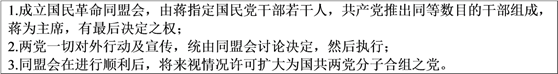 1.成立国民革命同盟会，由蒋指定国民党干部若干人，共产党推出同等数目的干部组成，
蒋为主席，有最后决定之权；
2.两党一切对外行动及宣传，统由同盟会讨论决定，然后执行；
3.同盟会在进行顺利后，将来视情况许可扩大为国共两党分子合组之党。